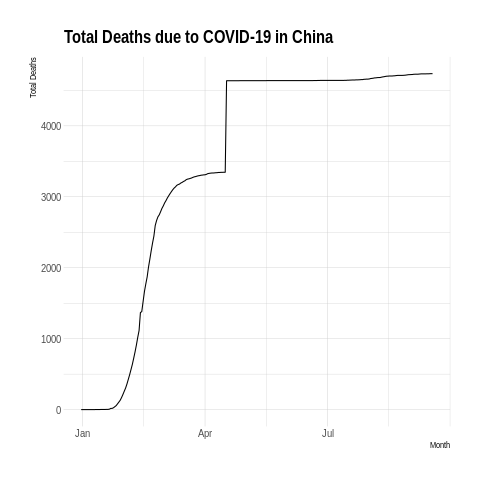 Total Deaths due to COVID-19 in China
Total Deaths
4000
3000
2000
1000
0
Jan Apr Jul
Month